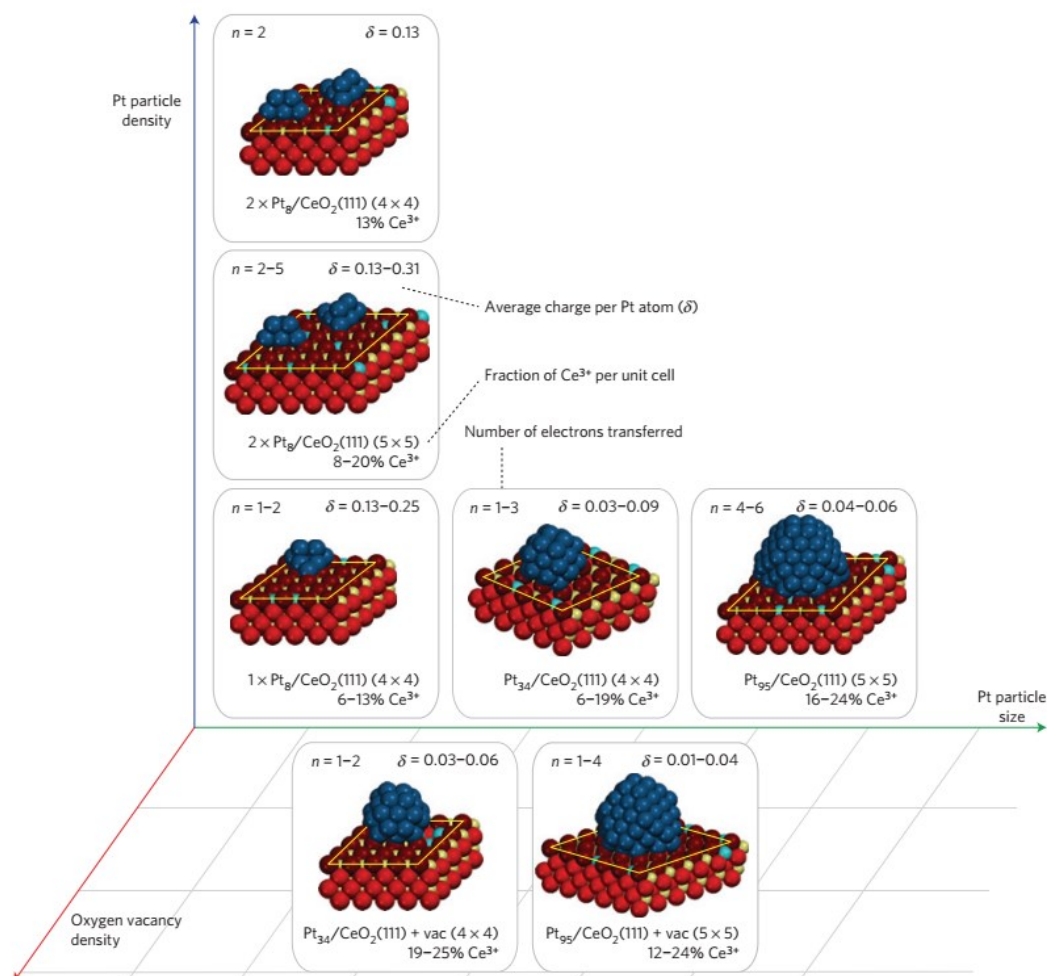 n = 2 δ = 0.13
Pt particle
density
2 × Pt₈/CeO₂(111) (4 × 4)
13% Ce³⁺
n = 2–5 δ = 0.13–0.31
Average charge per Pt atom (δ)
Fraction of Ce³⁺ per unit cell
2 × Pt₈/CeO₂(111) (5 × 5)
8–20% Ce³⁺
Number of electrons transferred
n = 1–2 δ = 0.13–0.25
1 × Pt₈/CeO₂(111) (4 × 4)
6–13% Ce³⁺
n = 1–3 δ = 0.03–0.09
Pt₃₄/CeO₂(111) (4 × 4)
6–19% Ce³⁺
n = 4–6 δ = 0.04–0.06
Pt₉₅/CeO₂(111) (5 × 5)
16–24% Ce³⁺
Pt particle
size
n = 1–2 δ = 0.03–0.06
Pt₃₄/CeO₂(111) + vac (4 × 4)
19–25% Ce³⁺
n = 1–4 δ = 0.01–0.04
Pt₉₅/CeO₂(111) + vac (5 × 5)
12–24% Ce³⁺
Oxygen vacancy
density